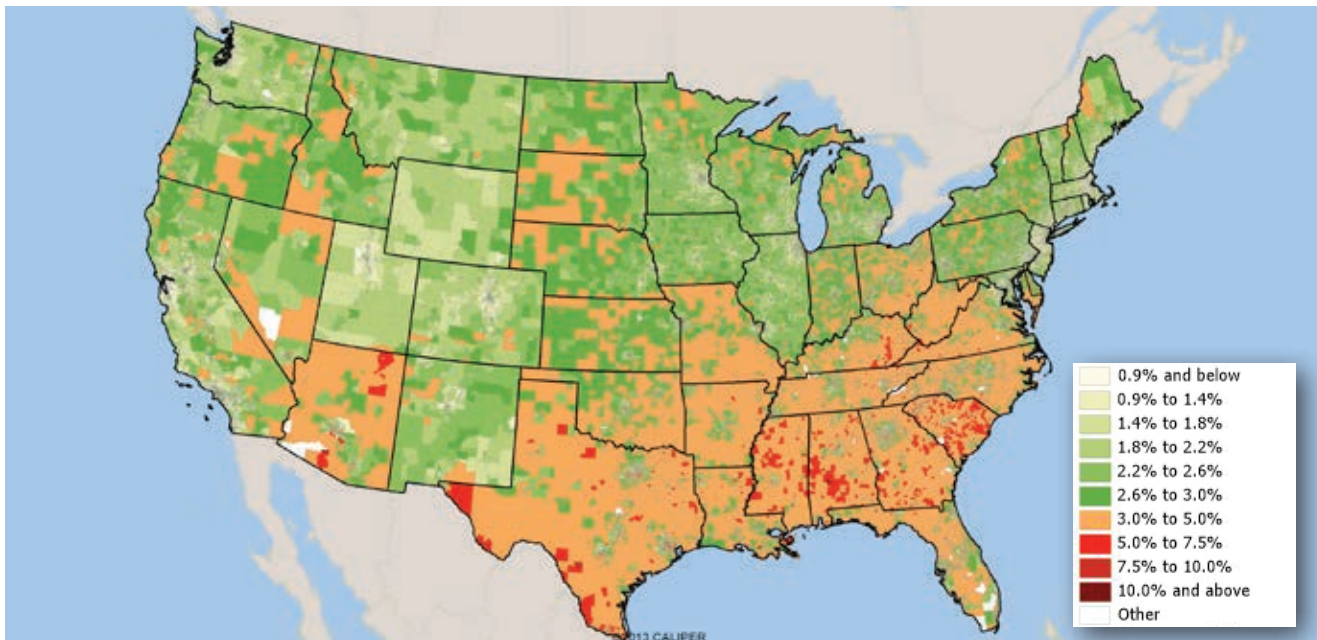 0.9% and below
0.9% to 1.4%
1.4% to 1.8%
1.8% to 2.2%
2.2% to 2.6%
2.6% to 3.0%
3.0% to 5.0%
5.0% to 7.5%
7.5% to 10.0%
10.0% and above
Other
©2013 CALIPER